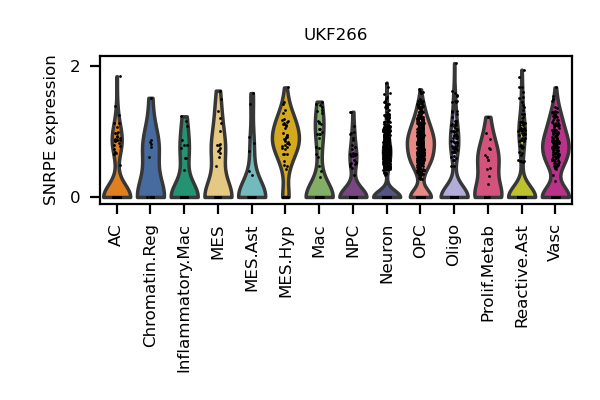 UKF266
SNRPE expression
2
0
AC
Chromatin.Reg
Inflammatory.Mac
MES
MES.Ast
MES.Hyp
Mac
NPC
Neuron
OPC
Oligo
Prolif.Metab
Reactive.Ast
Vasc